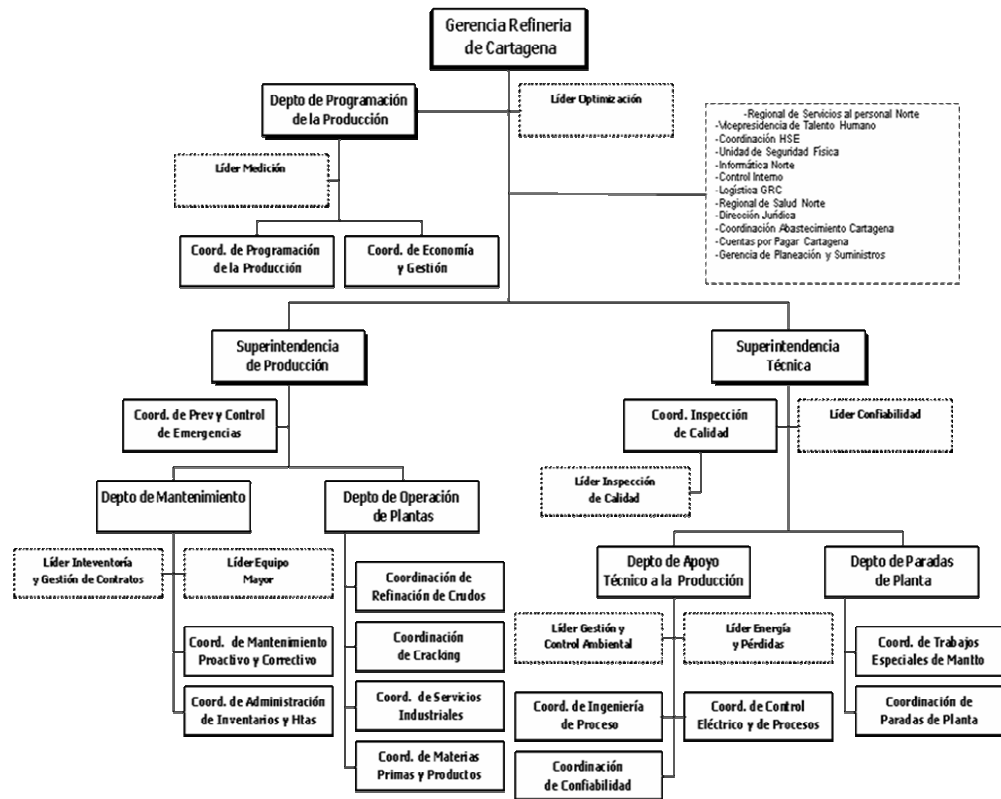 Gerencia Refineria
de Cartagena
Depto de Programación
de la Producción
Líder Optimización
-Regional de Servicios al personal Norte
-Vicepresidencia de Talento Humano
-Coordinación HSE
-Unidad de Seguridad Física
-Informática Norte
-Control Interno
-Logística GRC
-Regional de Salud Norte
-Dirección Jurídica
-Coordinación Abastecimiento Cartagena
-Cuentas por Pagar Cartagena
-Gerencia de Planeación y Suministros
Líder Medición
Coord. de Programación
de la Producción
Coord. de Economía
y Gestión
Superintendencia
de Producción
Superintendencia
Técnica
Coord. de Prev y Control
de Emergencias
Coord. Inspección
de Calidad
Líder Confiabilidad
Líder Inspección
de Calidad
Depto de Mantenimiento
Depto de Operación
de Plantas
Líder Inteventoría
y Gestión de Contratos
Líder Equipo
Mayor
Coordinación de
Refinación de Crudos
Coord. de Mantenimiento
Proactivo y Correctivo
Coordinación
de Cracking
Coord. de Administración
de Inventarios y Htas
Coord. de Servicios
Industriales
Coord. de Materias
Primas y Productos
Depto de Apoyo
Técnico a la Producción
Depto de Paradas
de Planta
Líder Gestión y
Control Ambiental
Líder Energía
y Pérdidas
Coord. de Trabajos
Especiales de Mantto
Coord. de Ingeniería
de Proceso
Coord. de Control
Eléctrico y de Procesos
Coordinación de
Paradas de Planta
Coordinación
de Confiabilidad